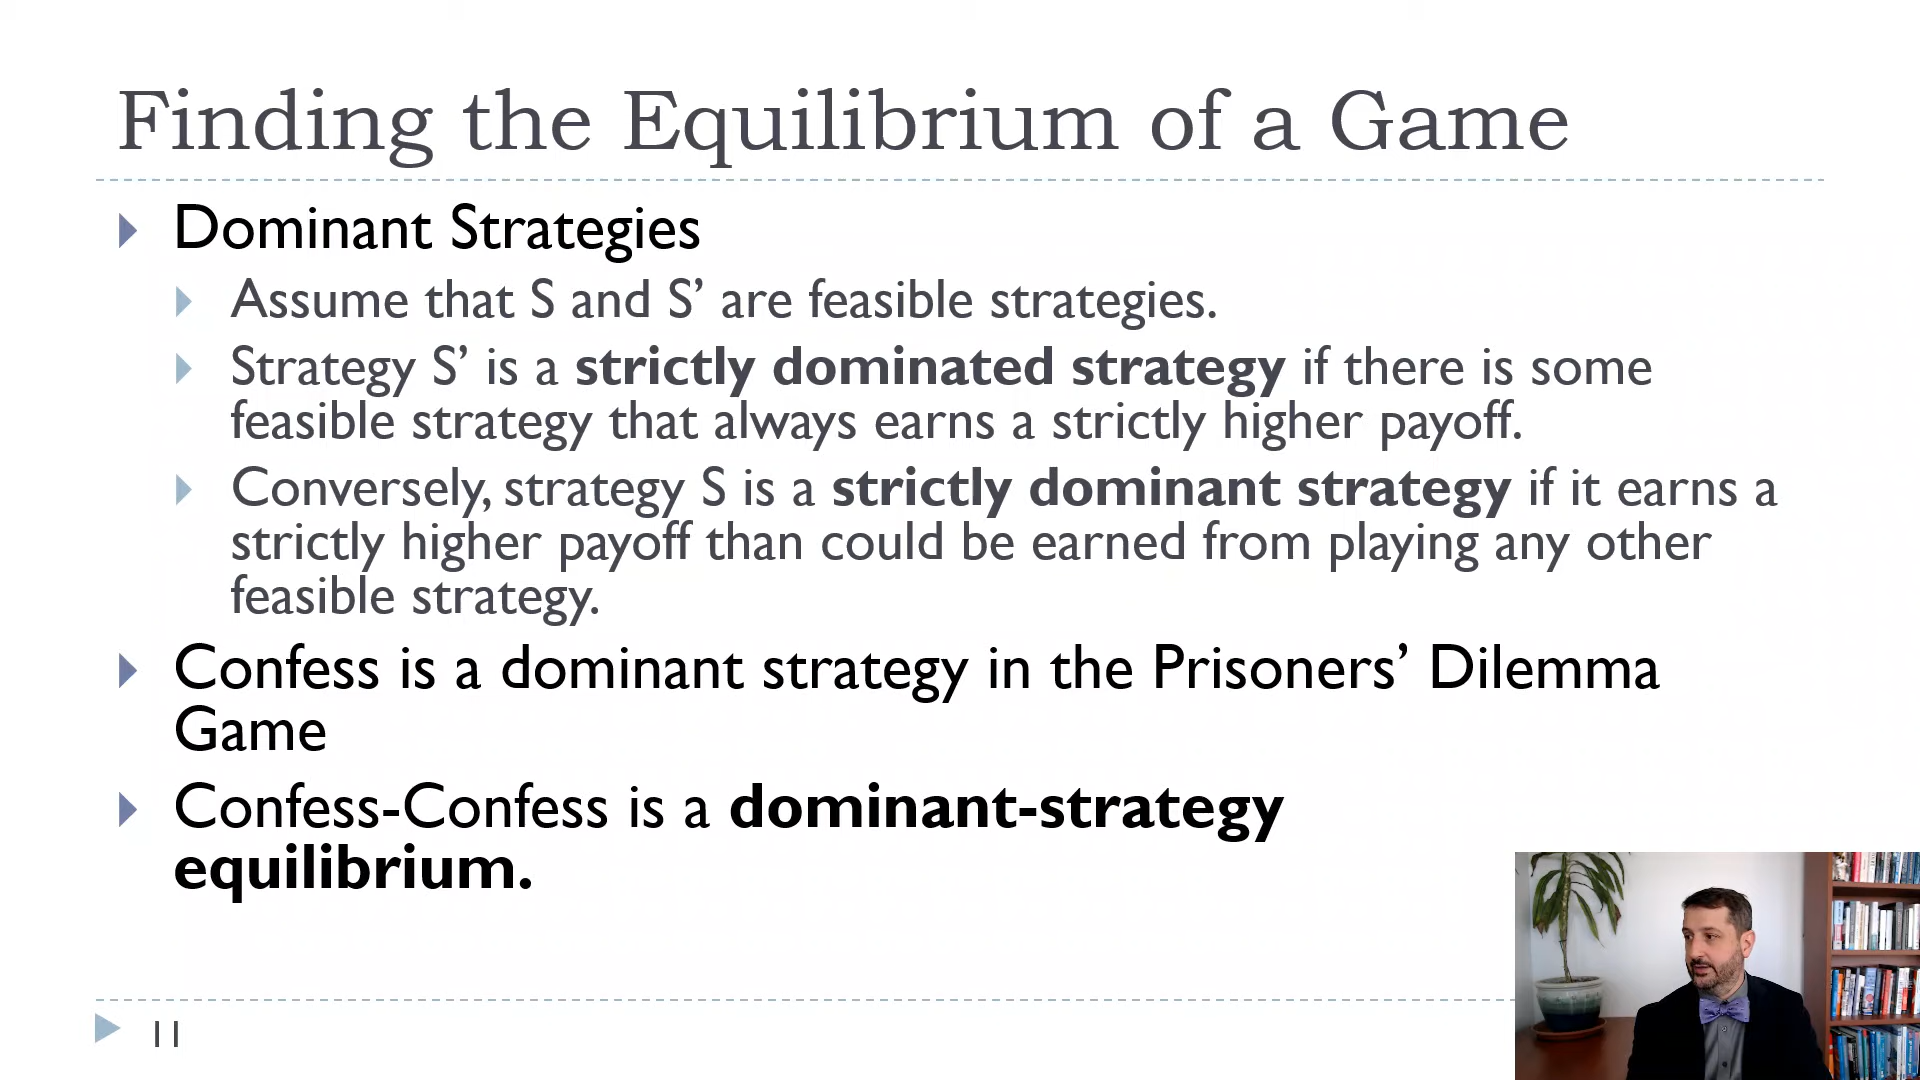 Finding the Equilibrium of a Game
Dominant Strategies
Assume that S and S’ are feasible strategies.
Strategy S’ is a strictly dominated strategy if there is some
feasible strategy that always earns a strictly higher payoff.
Conversely, strategy S is a strictly dominant strategy if it earns a
strictly higher payoff than could be earned from playing any other
feasible strategy.
Confess is a dominant strategy in the Prisoners’ Dilemma
Game
Confess-Confess is a dominant-strategy
equilibrium.
11